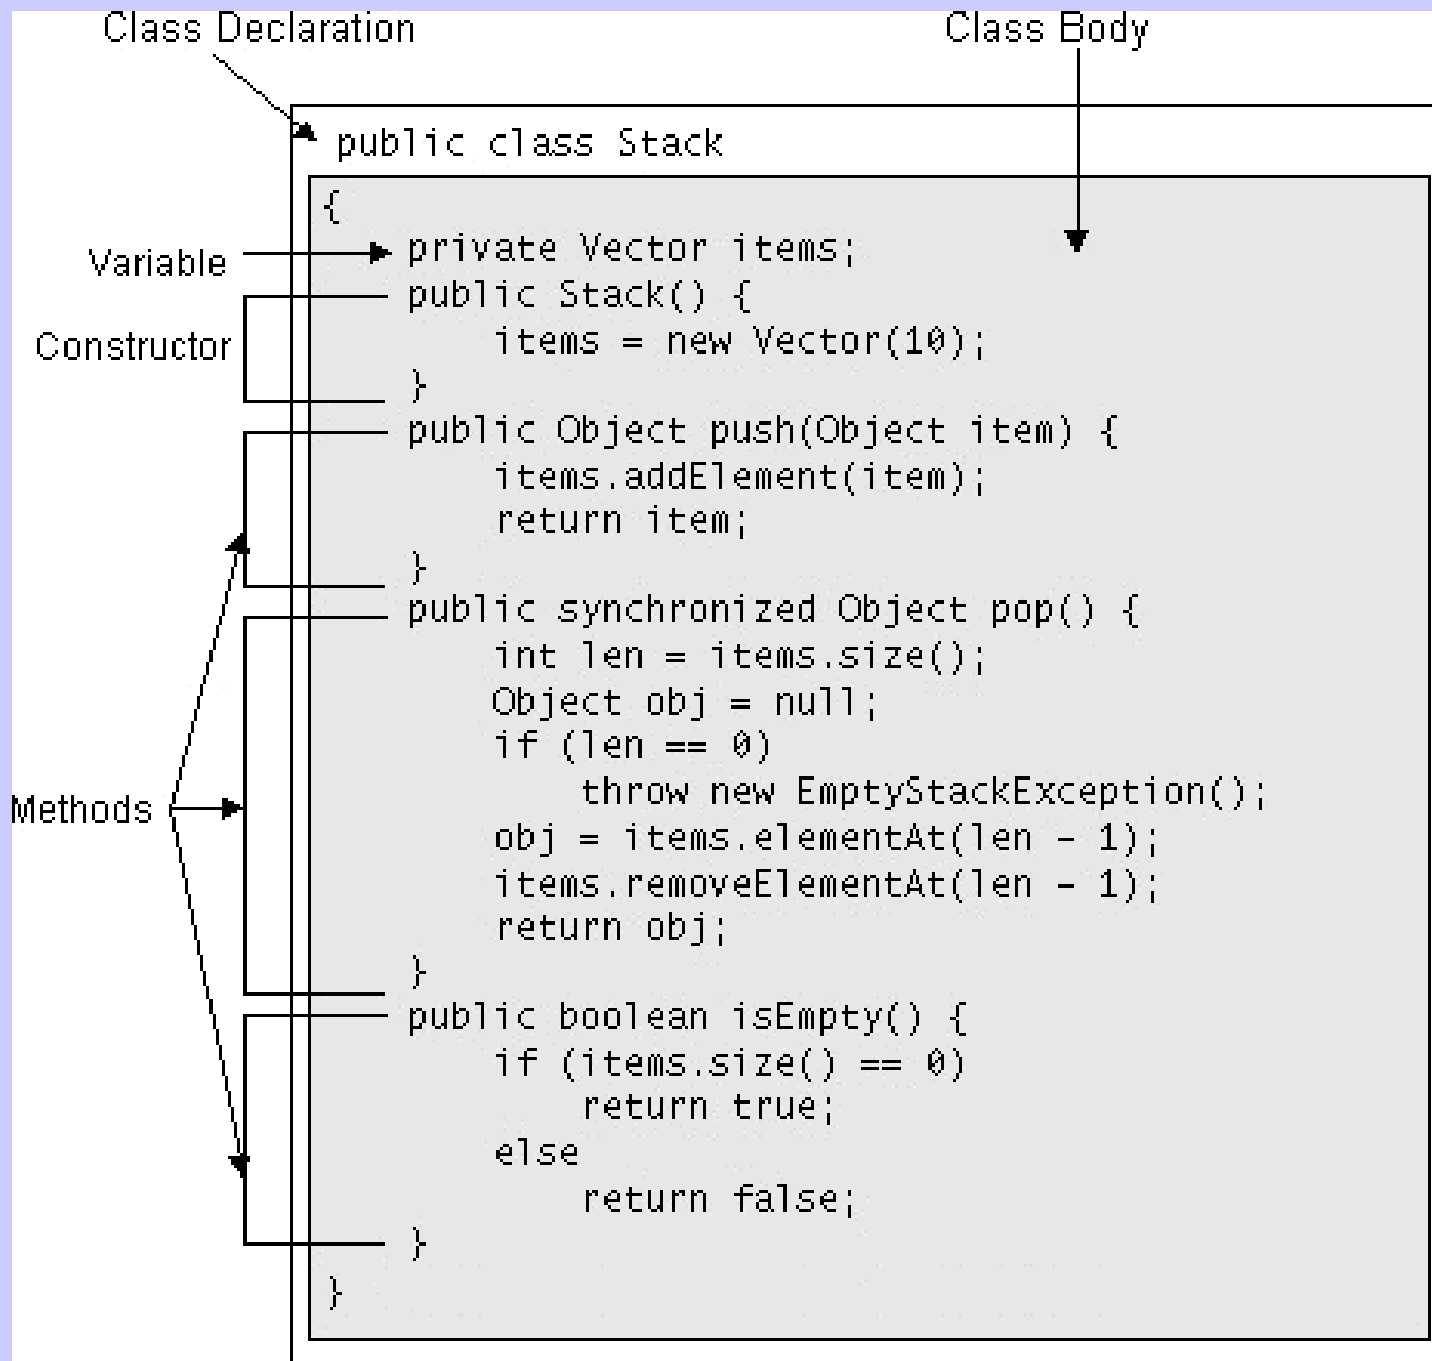 Class Declaration
Class Body
public class Stack
{
Variable
private Vector items;
Constructor
public Stack() {
items = new Vector(10);
}
public Object push(Object item) {
items.addElement(item);
return item;
}
Methods
public synchronized Object pop() {
int len = items.size();
Object obj = null;
if (len == 0)
throw new EmptyStackException();
obj = items.elementAt(len - 1);
items.removeElementAt(len - 1);
return obj;
}
public boolean isEmpty() {
if (items.size() == 0)
return true;
else
return false;
}
}